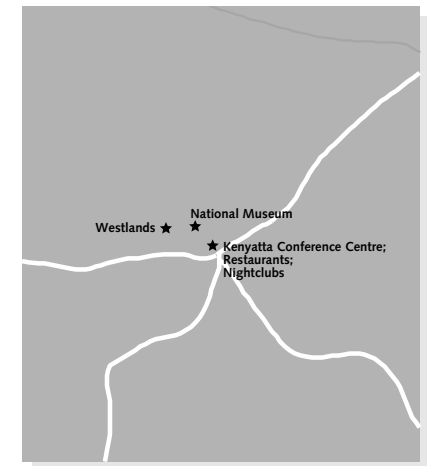 National Museum
Westlands
Kenyatta Conference Centre;
Restaurants;
Nightclubs